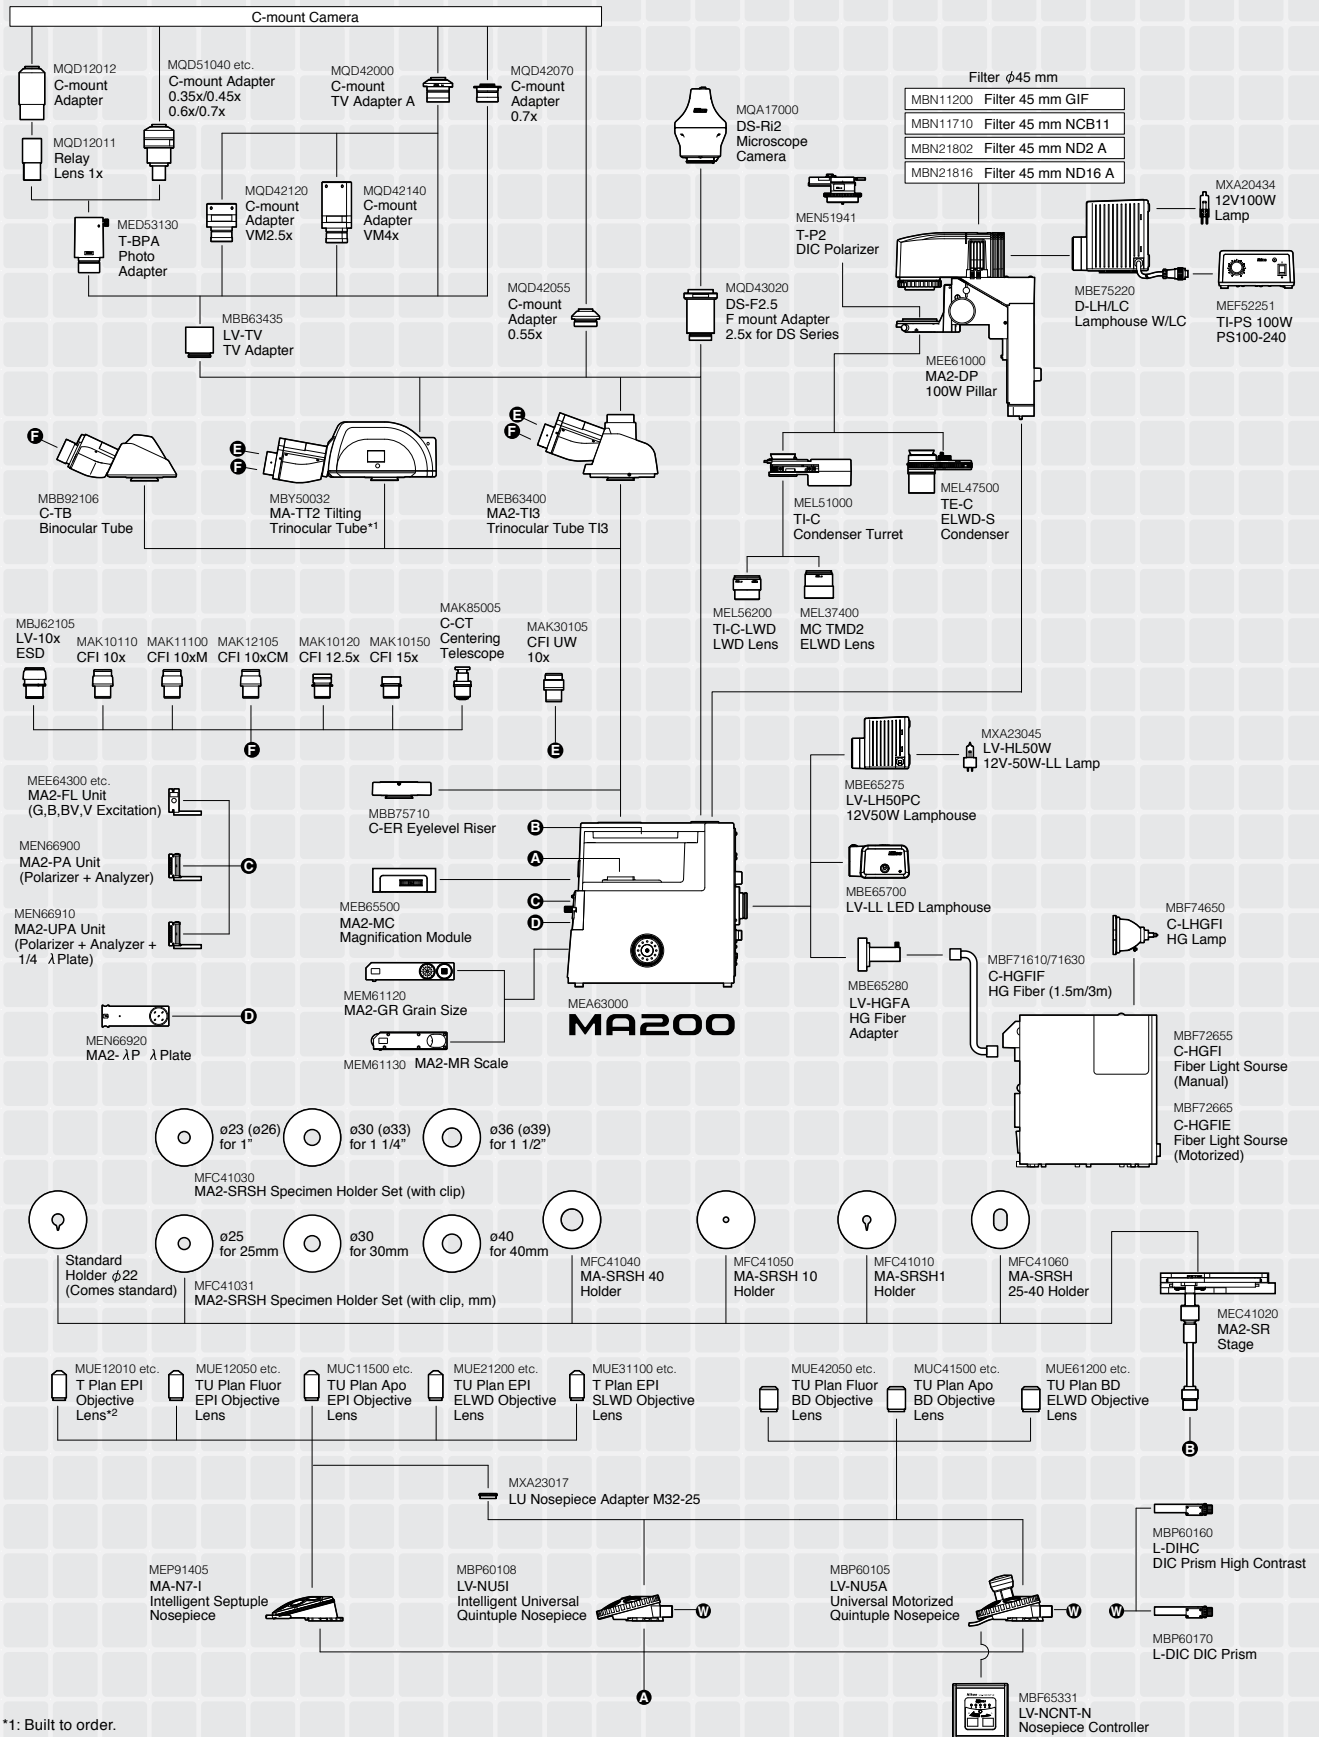 C-mount Camera
MQD12012
C-mount
Adapter
MQD51040 etc.
C-mount Adapter
0.35x/0.45x
0.6x/0.7x
MQD42000
C-mount
TV Adapter A
MQD42070
C-mount
Adapter
0.7x
MQD12011
Relay
Lens 1x
MQD42120
C-mount
Adapter
VM2.5x
MQD42140
C-mount
Adapter
VM4x
MED53130
T-BPA
Photo
Adapter
MQD42055
C-mount
Adapter
0.55x
MBB63435
LV-TV
TV Adapter
MQA17000
DS-Ri2
Microscope
Camera
MQD43020
DS-F2.5
F mount Adapter
2.5x for DS Series
Filter ϕ45 mm
MBN11200 Filter 45 mm GIF
MBN11710 Filter 45 mm NCB11
MBN21802 Filter 45 mm ND2 A
MBN21816 Filter 45 mm ND16 A
MEN51941
T-P2
DIC Polarizer
MXA20434
12V100W
Lamp
MBE75220
D-LH/LC
Lamphouse W/LC
MEF52251
TI-PS 100W
PS100-240
MEE61000
MA2-DP
100W Pillar
F
MBB92106
C-TB
Binocular Tube
E
F
MBY50032
MA-TT2 Tilting
Trinocular Tube*1
E
F
MEB63400
MA2-TI3
Trinocular Tube TI3
MEL51000
TI-C
Condenser Turret
MEL47500
TE-C
ELWD-S
Condenser
MEL56200
TI-C-LWD
LWD Lens
MEL37400
MC TMD2
ELWD Lens
MBJ62105
LV-10x
ESD
MAK10110
CFI 10x
MAK11100
CFI 10xM
MAK12105
CFI 10xCM
MAK10120
CFI 12.5x
MAK10150
CFI 15x
MAK85005
C-CT
Centering
Telescope
MAK30105
CFI UW
10x
F
E
MEE64300 etc.
MA2-FL Unit
(G,B,BV,V Excitation)
MEN66900
MA2-PA Unit
(Polarizer + Analyzer)
C
MEN66910
MA2-UPA Unit
(Polarizer + Analyzer +
1/4 λ Plate)
MEN66920
MA2- λP λ Plate
D
MBB75710
C-ER Eyelevel Riser
MEB65500
MA2-MC
Magnification Module
MEM61120
MA2-GR Grain Size
MEM61130 MA2-MR Scale
B
A
C
D
MEA63000
MA200
MXA23045
LV-HL50W
12V-50W-LL Lamp
MBE65275
LV-LH50PC
12V50W Lamphouse
MBE65700
LV-LL LED Lamphouse
MBE65280
LV-HGFA
HG Fiber
Adapter
MBF71610/71630
C-HGFIF
HG Fiber (1.5m/3m)
MBF74650
C-LHGFI
HG Lamp
MBF72655
C-HGFI
Fiber Light Sourse
(Manual)
MBF72665
C-HGFIE
Fiber Light Sourse
(Motorized)
ø23 (ø26)
for 1"
ø30 (ø33)
for 1 1/4"
ø36 (ø39)
for 1 1/2"
MFC41030
MA2-SRSH Specimen Holder Set (with clip)
Standard
Holder ϕ22
(Comes standard)
ø25
for 25mm
ø30
for 30mm
ø40
for 40mm
MFC41031
MA2-SRSH Specimen Holder Set (with clip, mm)
MFC41040
MA-SRSH 40
Holder
MFC41050
MA-SRSH 10
Holder
MFC41010
MA-SRSH1
Holder
MFC41060
MA-SRSH
25-40 Holder
MEC41020
MA2-SR
Stage
B
MUE12010 etc.
T Plan EPI
Objective
Lens*2
MUE12050 etc.
TU Plan Fluor
EPI Objective
Lens
MUC11500 etc.
TU Plan Apo
EPI Objective
Lens
MUE21200 etc.
TU Plan EPI
ELWD Objective
Lens
MUE31100 etc.
T Plan EPI
SLWD Objective
Lens
MUE42050 etc.
TU Plan Fluor
BD Objective
Lens
MUC41500 etc.
TU Plan Apo
BD Objective
Lens
MUE61200 etc.
TU Plan BD
ELWD Objective
Lens
MXA23017
LU Nosepiece Adapter M32-25
MEP91405
MA-N7-I
Intelligent Septuple
Nosepiece
MBP60108
LV-NU5I
Intelligent Universal
Quintuple Nosepiece
W
MBP60105
LV-NU5A
Universal Motorized
Quintuple Nosepeice
W
W
MBP60160
L-DIHC
DIC Prism High Contrast
MBP60170
L-DIC DIC Prism
A
MBF65331
LV-NCNT-N
Nosepiece Controller
*1: Built to order.